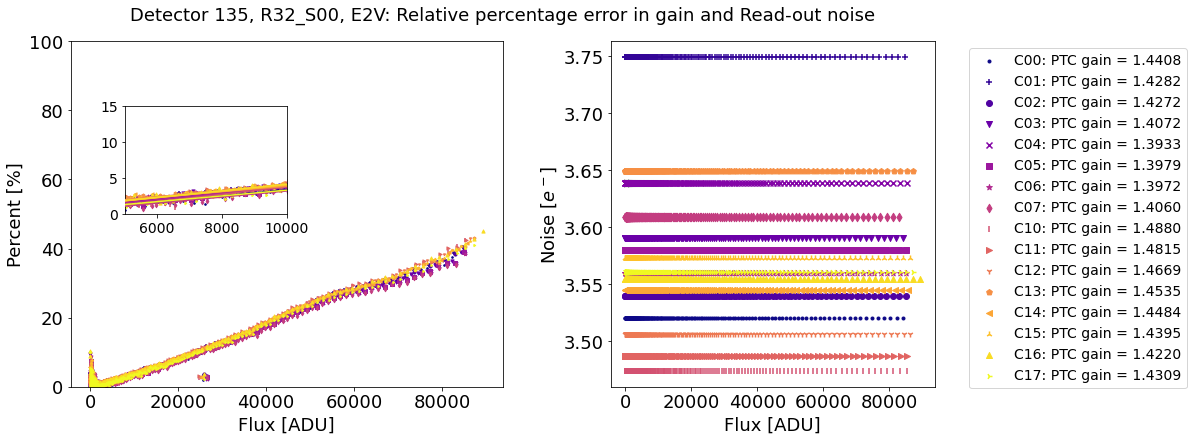 Detector 135, R32_S00, E2V: Relative percentage error in gain and Read-out noise
100
80
60
40
20
0
Percent [%]
15
10
5
0
6000 8000 10000
0 20000 40000 60000 80000
Flux [ADU]
3.75
3.70
3.65
3.60
3.55
3.50
Noise [e⁻]
0 20000 40000 60000 80000
Flux [ADU]
C00: PTC gain = 1.4408
C01: PTC gain = 1.4282
C02: PTC gain = 1.4272
C03: PTC gain = 1.4072
C04: PTC gain = 1.3933
C05: PTC gain = 1.3979
C06: PTC gain = 1.3972
C07: PTC gain = 1.4060
C10: PTC gain = 1.4880
C11: PTC gain = 1.4815
C12: PTC gain = 1.4669
C13: PTC gain = 1.4535
C14: PTC gain = 1.4484
C15: PTC gain = 1.4395
C16: PTC gain = 1.4220
C17: PTC gain = 1.4309